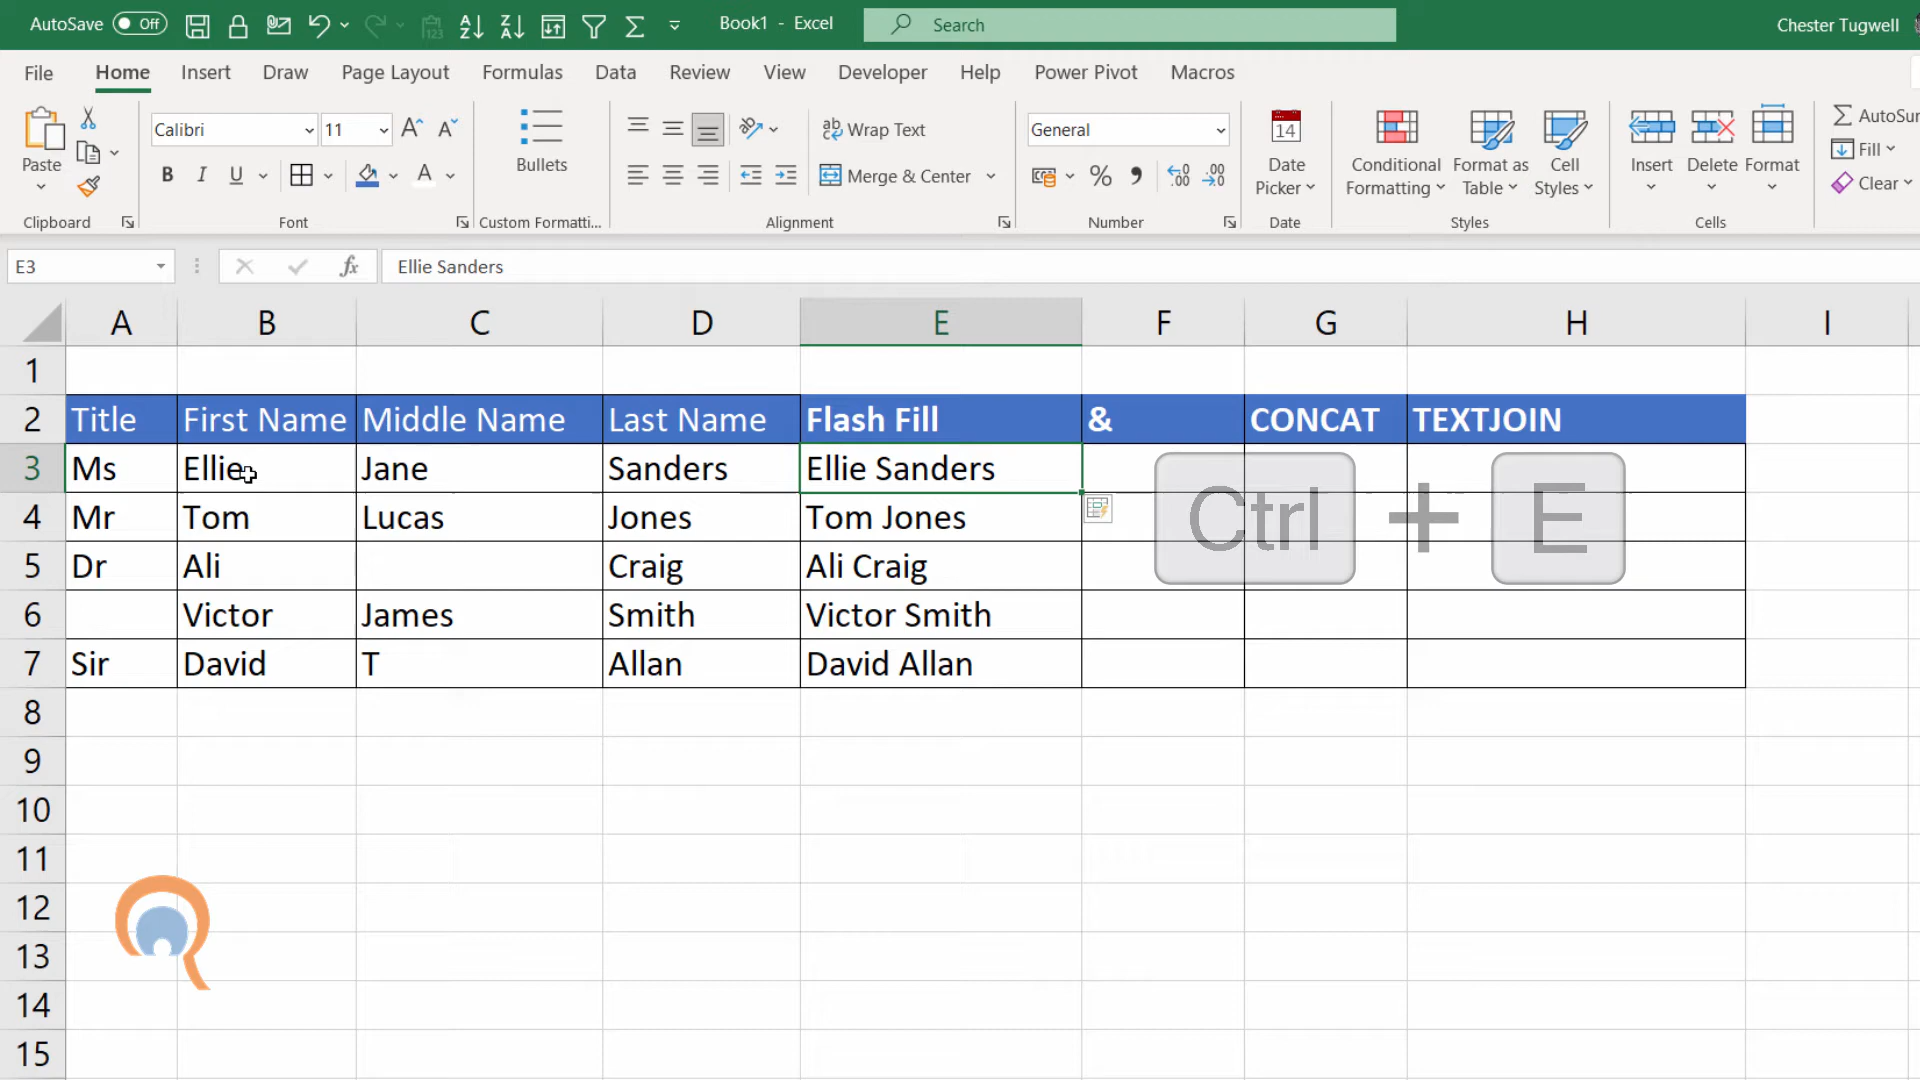 AutoSave Off Book1 - Excel Search Chester Tugwell
File Home Insert Draw Page Layout Formulas Data Review View Developer Help Power Pivot Macros
Paste
Clipboard
Calibri 11
B I U A
Font
Bullets
Custom Formatti...
ab Wrap Text
Merge & Center
Alignment
General
% .00
Number
14
Date Picker
Date
Conditional Formatting
Format as Table
Cell Styles
Styles
Insert Delete Format
Cells
AutoSu
Fill
Clear
E3 fx Ellie Sanders
A B C D E F G H I
1
2 Title First Name Middle Name Last Name Flash Fill & CONCAT TEXTJOIN
3 Ms Ellie Jane Sanders Ellie Sanders
4 Mr Tom Lucas Jones Tom Jones
5 Dr Ali Craig Ali Craig
6 Victor James Smith Victor Smith
7 Sir David T Allan David Allan
Ctrl + E
8
9
10
11
12
13
14
15